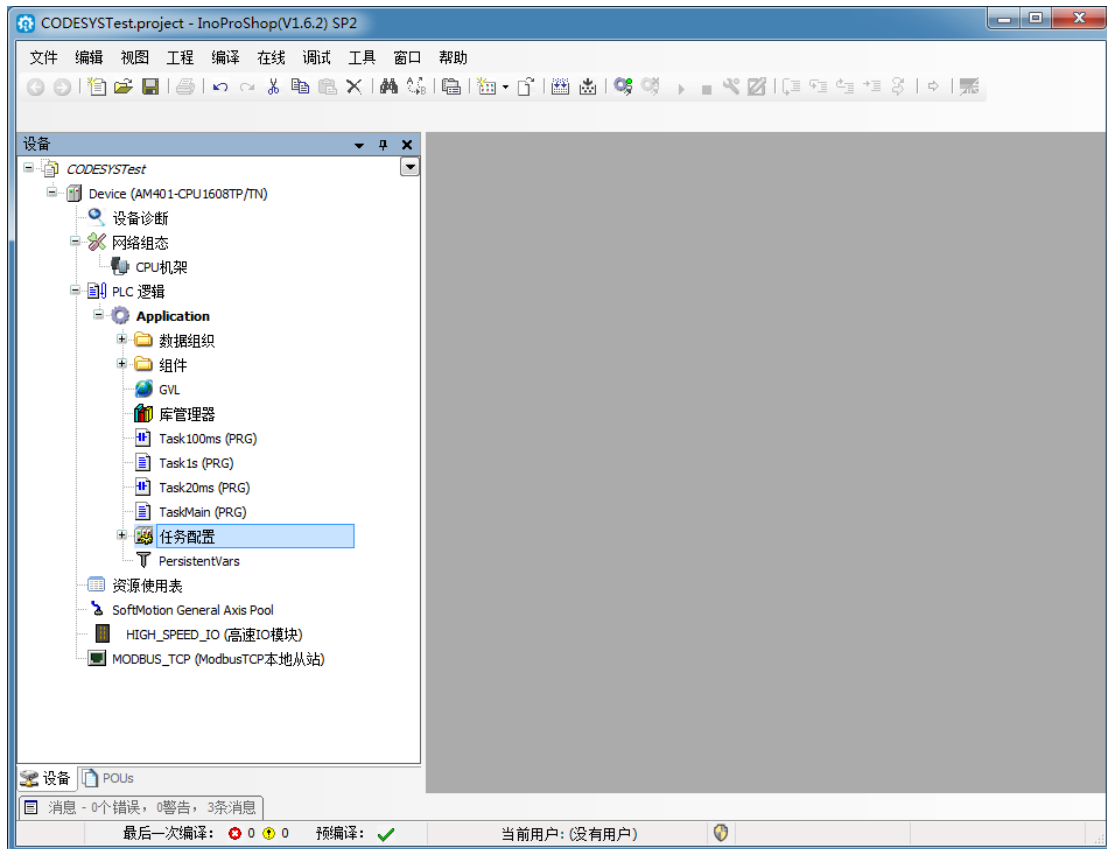 CODESYSTest.project - InoProShop(V1.6.2) SP2
文件 编辑 视图 工程 编译 在线 调试 工具 窗口 帮助
设备
CODESYSTest
Device (AM401-CPU1608TP/TN)
设备诊断
网络组态
CPU机架
PLC 逻辑
Application
数据组织
组件
GVL
库管理器
Task100ms (PRG)
Task1s (PRG)
Task20ms (PRG)
TaskMain (PRG)
任务配置
PersistentVars
资源使用表
SoftMotion General Axis Pool
HIGH_SPEED_IO (高速IO模块)
MODBUS_TCP (ModbusTCP本地从站)
设备 POUs
消息 - 0个错误，0警告，3条消息
最后一次编译： 0 0 预编译： 当前用户: (没有用户)